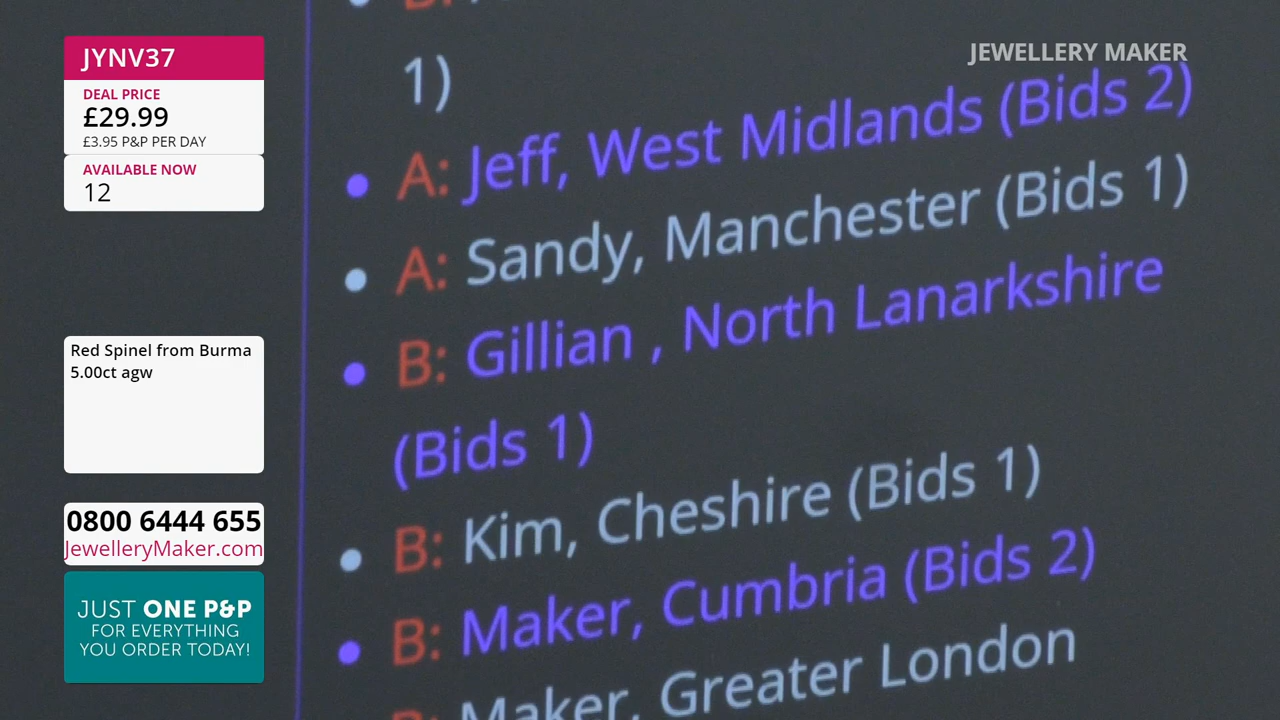 JYNV37
DEAL PRICE
£29.99
£3.95 P&P PER DAY
AVAILABLE NOW
12
Red Spinel from Burma
5.00ct agw
0800 6444 655
JewelleryMaker.com
JUST ONE P&P
FOR EVERYTHING
YOU ORDER TODAY!
JEWELLERY MAKER
1)
A: Jeff, West Midlands (Bids 2)
A: Sandy, Manchester (Bids 1)
B: Gillian , North Lanarkshire
(Bids 1)
B: Kim, Cheshire (Bids 1)
B: Maker, Cumbria (Bids 2)
B: Maker, Greater London